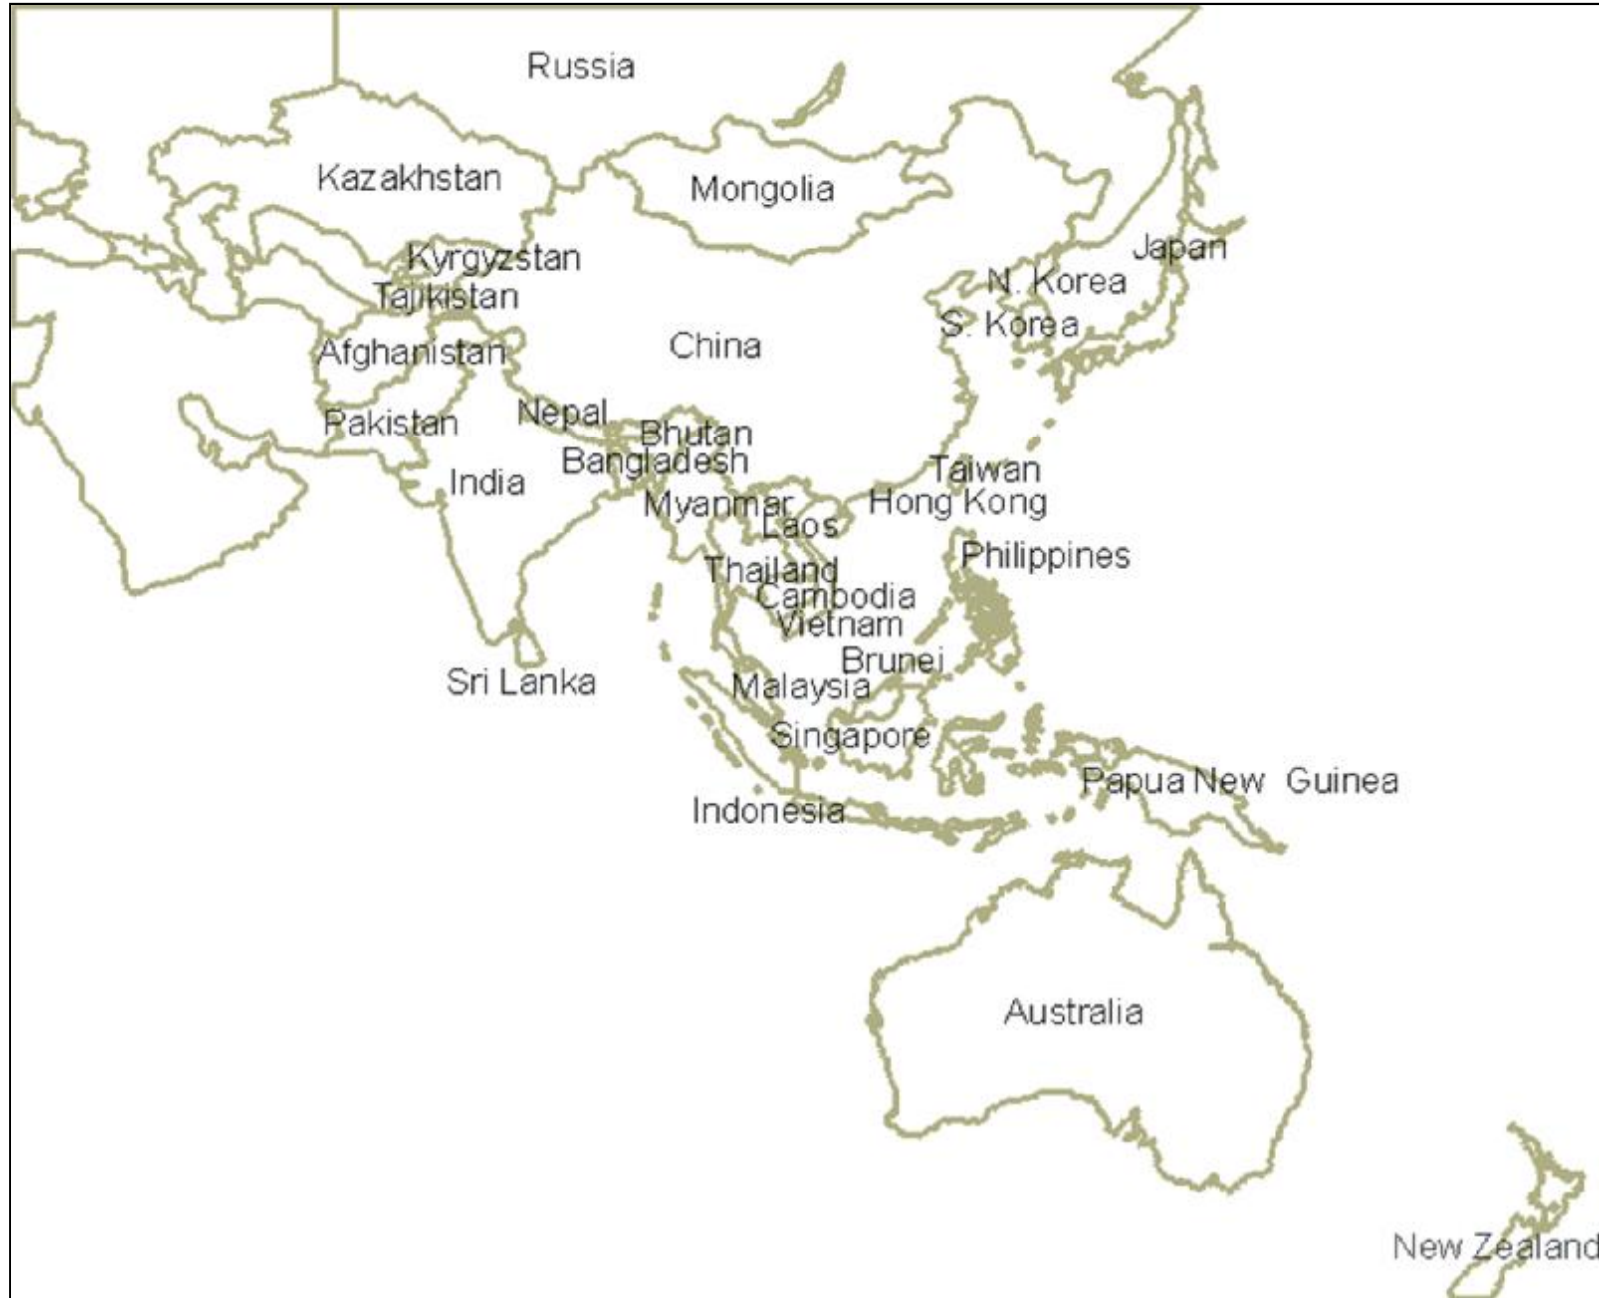 Russia
Kazakhstan
Mongolia
Kyrgyzstan
Japan
N. Korea
Tajikistan
S. Korea
China
Afghanistan
Nepal
Pakistan
Bhutan
Bangladesh
Taiwan
India
Myanmar
Hong Kong
Laos
Philippines
Thailand
Cambodia
Vietnam
Brunei
Sri Lanka
Malaysia
Singapore
Papua New Guinea
Indonesia
Australia
New Zealand